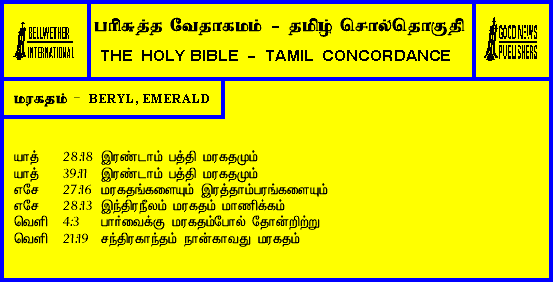 BELLWETHER
INTERNATIONAL
பரிசுத்த வேதாகமம் - தமிழ் சொல்தொகுதி
THE HOLY BIBLE - TAMIL CONCORDANCE
GOOD NEWS
PUBLISHERS
மரகதம் - BERYL, EMERALD
யாத் 28:18 இரண்டாம் பத்தி மரகதமும்
யாத் 39:11 இரண்டாம் பத்தி மரகதமும்
எசே 27:16 மரகதங்களையும் இரத்தாம்பரங்களையும்
எசே 28:13 இந்திரநீலம் மரகதம் மாணிக்கம்
வெளி 4:3 பார்வைக்கு மரகதம்போல் தோன்றிற்று
வெளி 21:19 சந்திரகாந்தம் நான்காவது மரகதம்